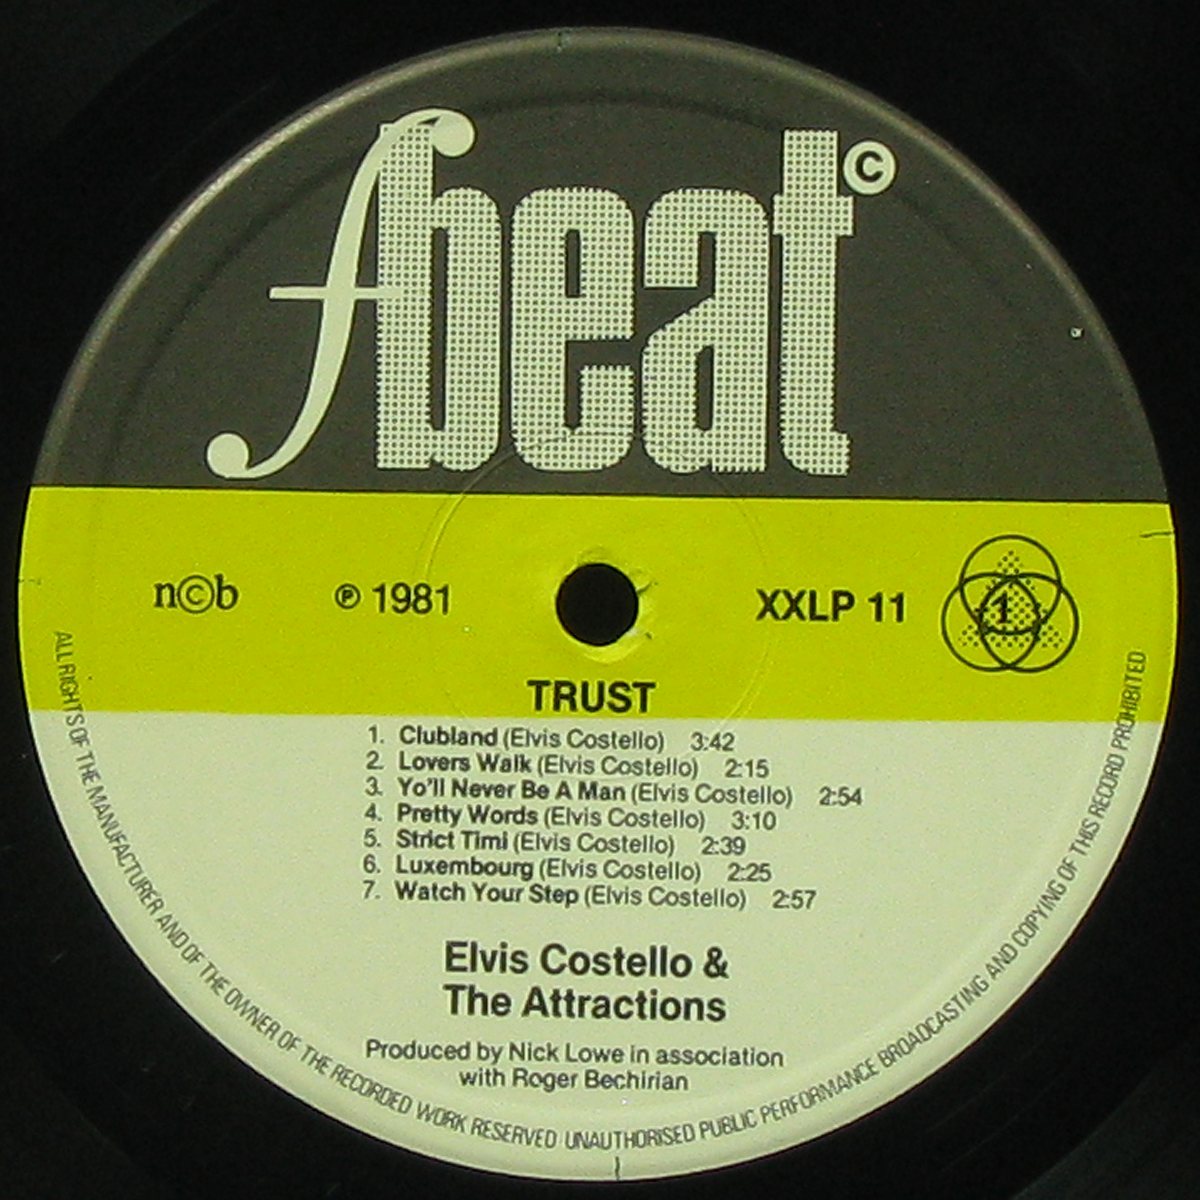 fbeat ©
n©b ℗ 1981 XXLP 11 1
TRUST
1. Clubland (Elvis Costello) 3:42
2. Lovers Walk (Elvis Costello) 2:15
3. Yo'll Never Be A Man (Elvis Costello) 2:54
4. Pretty Words (Elvis Costello) 3:10
5. Strict Timi (Elvis Costello) 2:39
6. Luxembourg (Elvis Costello) 2:25
7. Watch Your Step (Elvis Costello) 2:57
Elvis Costello &
The Attractions
Produced by Nick Lowe in association
with Roger Bechirian
ALL RIGHTS OF THE MANUFACTURER AND OF THE OWNER OF THE RECORDED WORK RESERVED UNAUTHORISED PUBLIC PERFORMANCE BROADCASTING AND COPYING OF THIS RECORD PROHIBITED